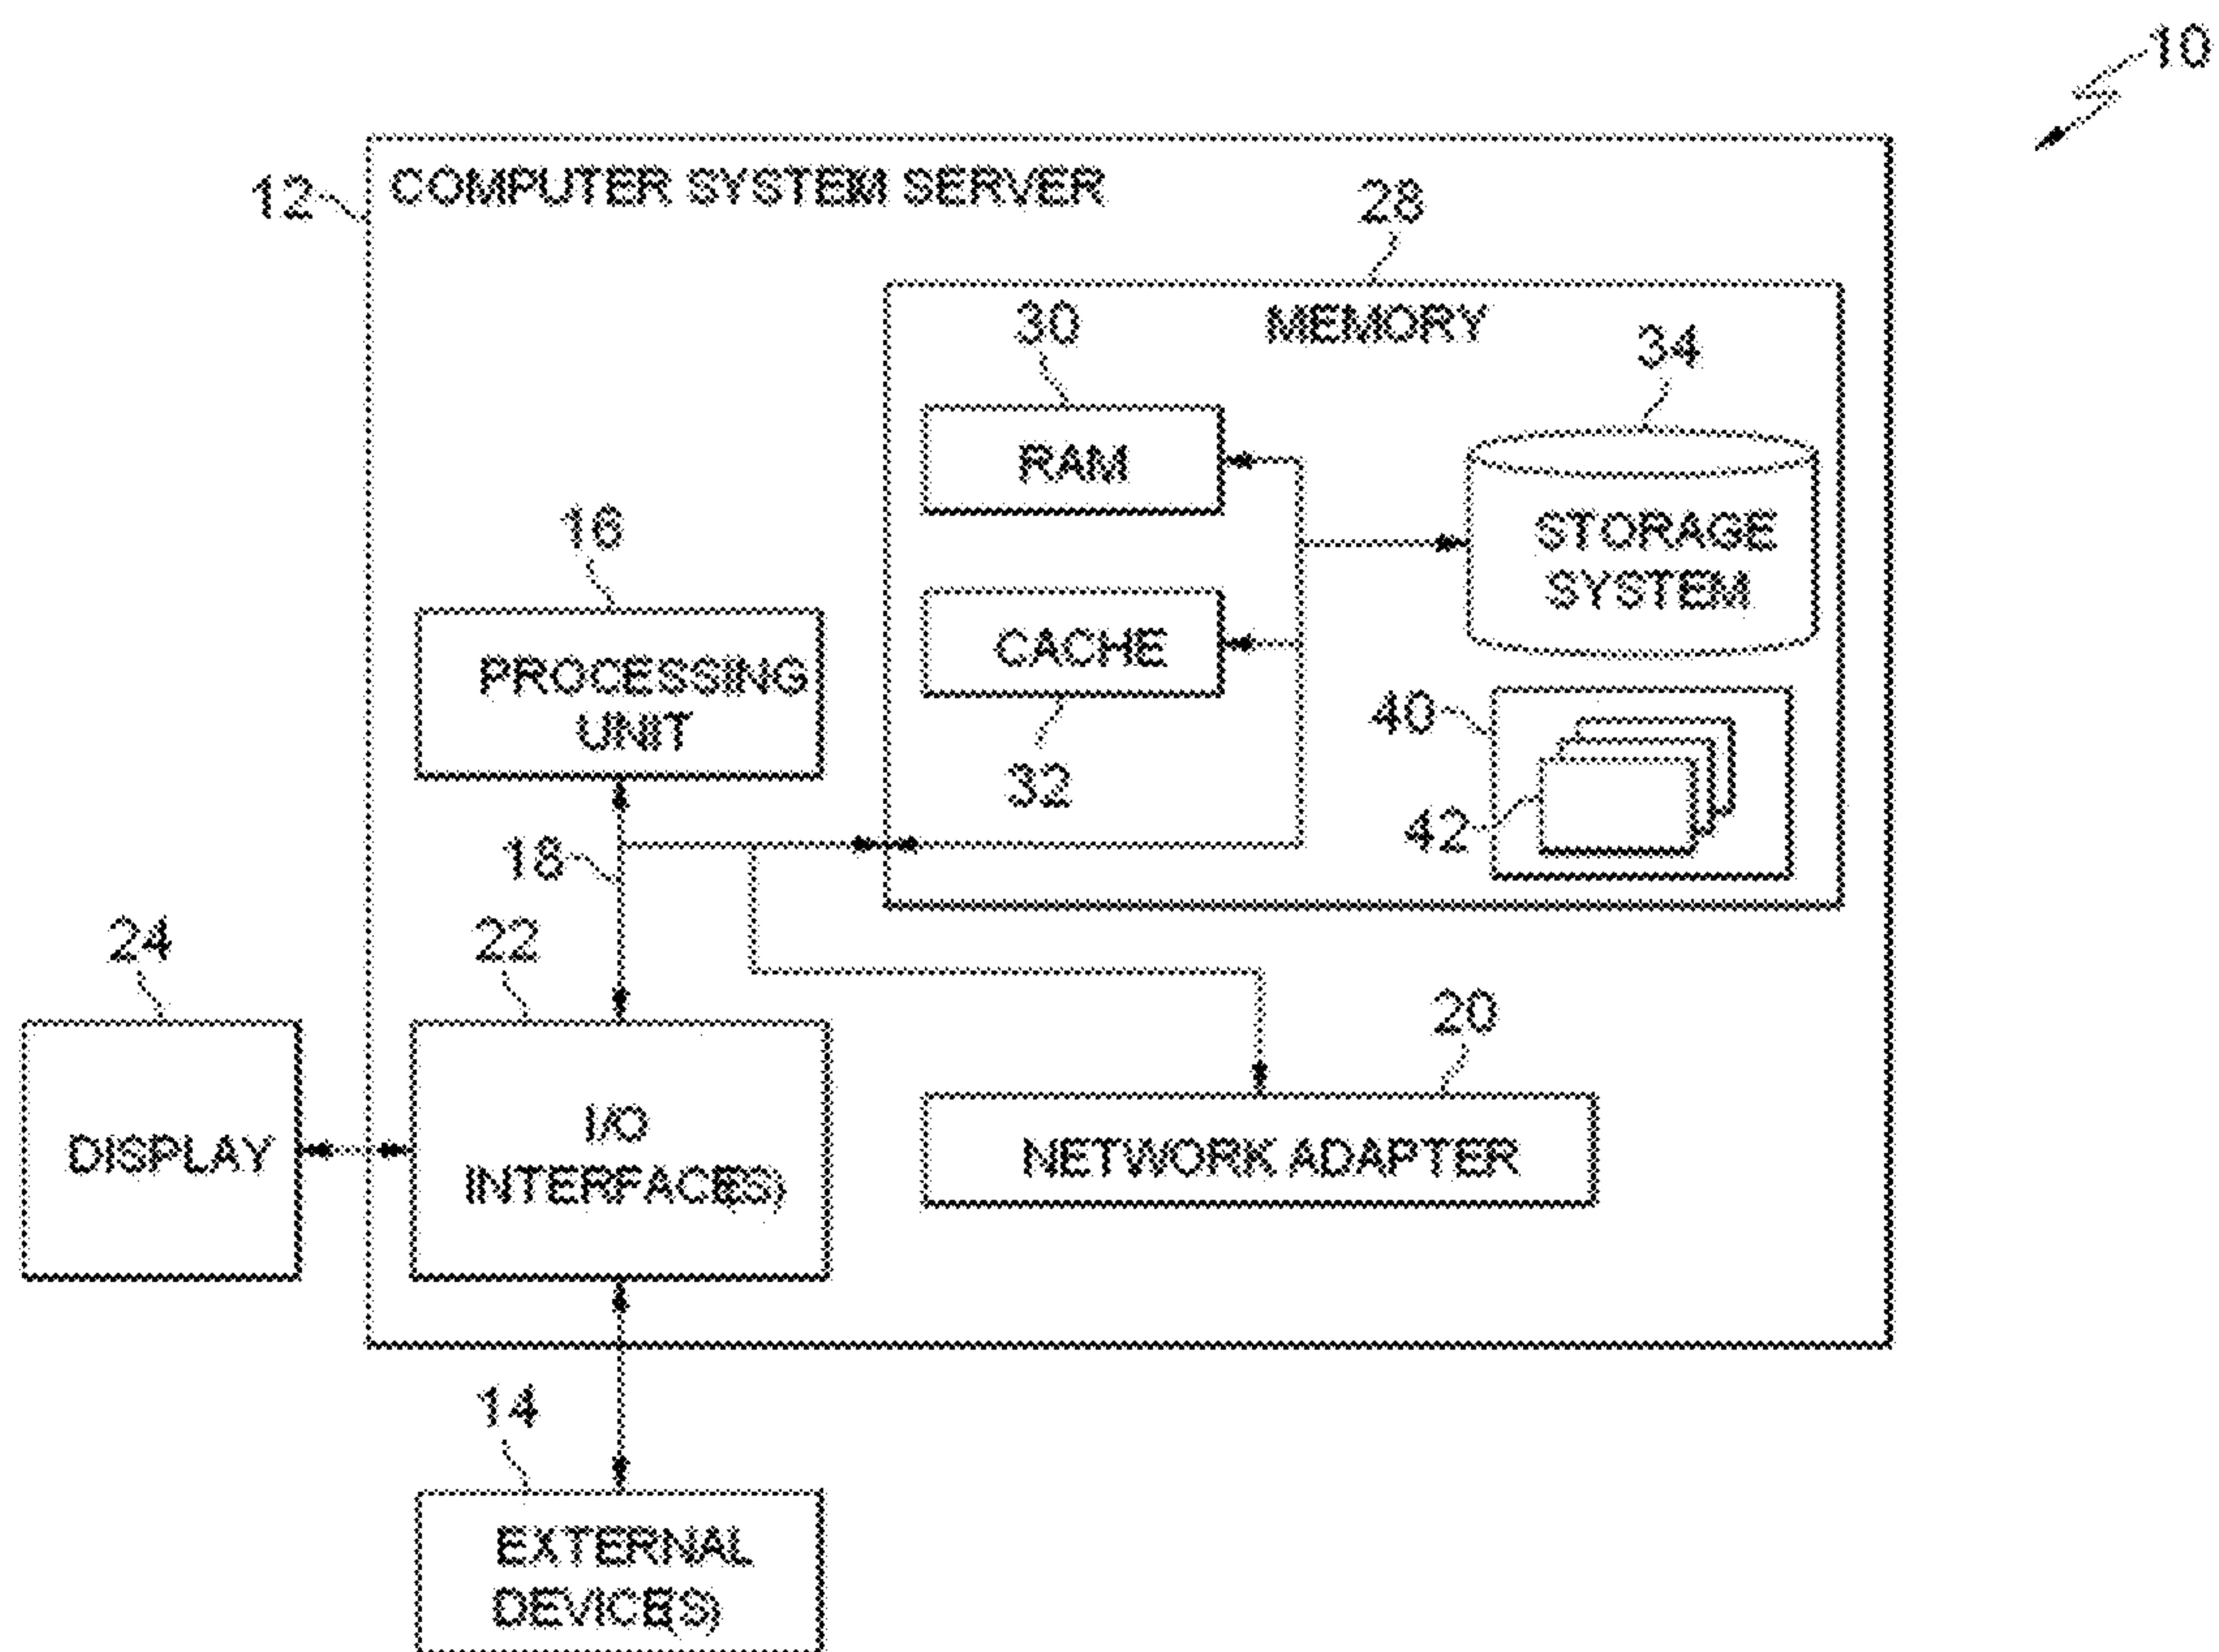 10
12
COMPUTER SYSTEM SERVER
28
MEMORY
30
34
RAM
STORAGE
SYSTEM
16
PROCESSING
UNIT
CACHE
32
40
42
18
24
22
20
DISPLAY
I/O
INTERFACE(S)
NETWORK ADAPTER
14
EXTERNAL
DEVICE(S)